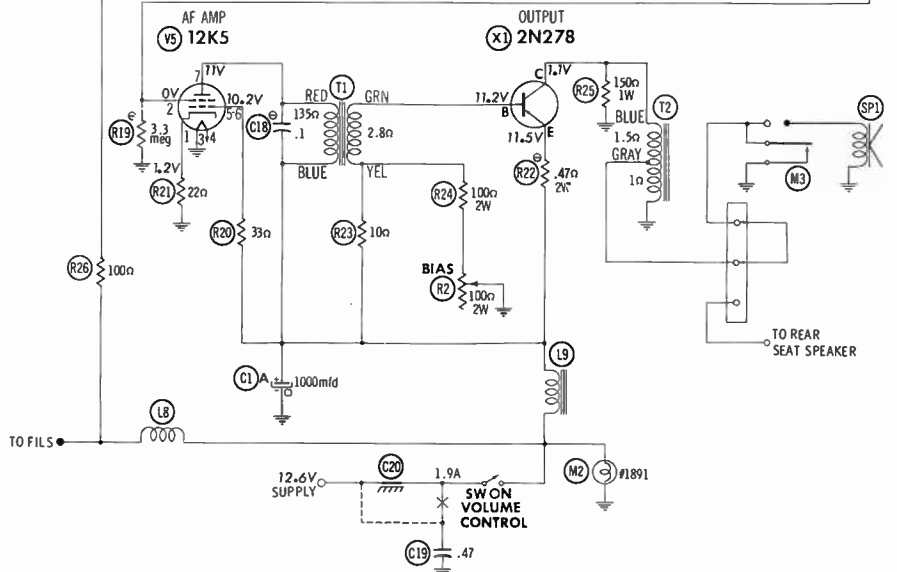 AF AMP
V5 12K5
OUTPUT
X1 2N278
7
11V
C
1.1V
0V
2
10.2V
5-6
RED
T1
GRN
11.2V
B
R25
150Ω
1W
T2
SP1
R19
3.3
meg
1
3
4
C18
.1
135Ω
2.8Ω
11.5V
E
BLUE
1.5Ω
GRAY
1Ω
M3
1.2V
R21
22Ω
BLUE
YEL
R24
100Ω
2W
R22
.47Ω
2W
R20
33Ω
R23
10Ω
R26
100Ω
BIAS
R2
100Ω
2W
TO REAR
SEAT SPEAKER
L9
C1
A
1000mfd
L8
TO FILS
12.6V
SUPPLY
C20
1.9A
SW ON
VOLUME
CONTROL
M2
#1891
C19
.47